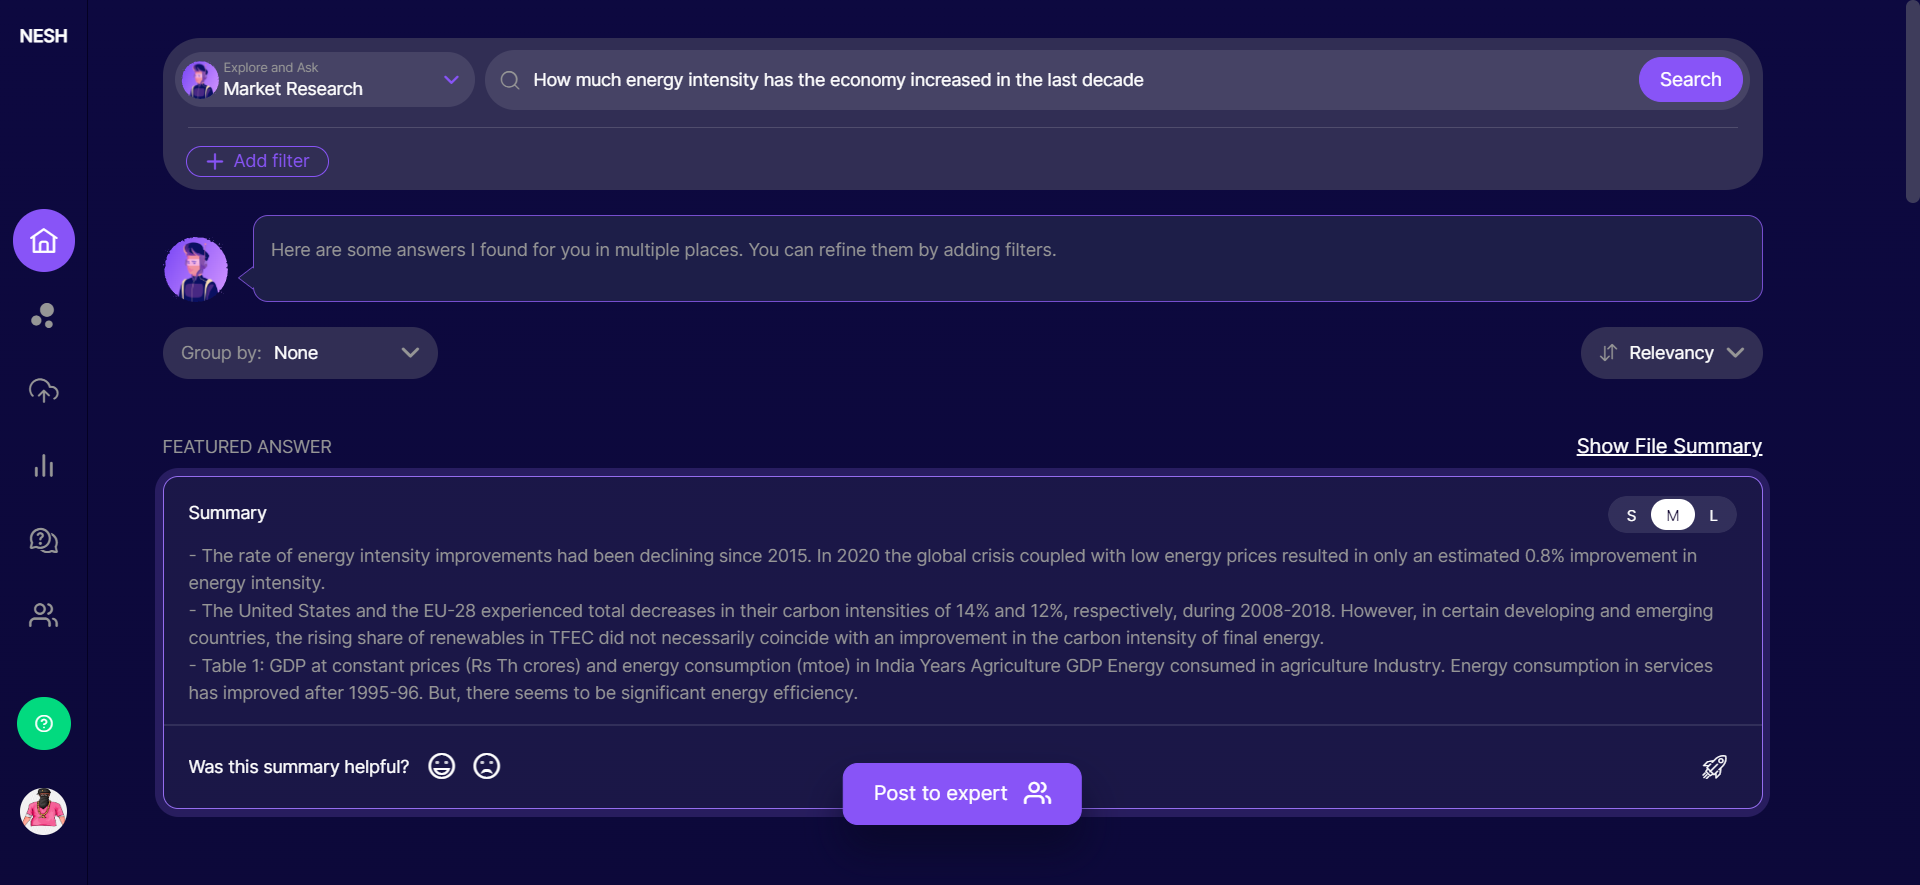 NESH
Explore and Ask
Market Research
How much energy intensity has the economy increased in the last decade
Search
Add filter
Here are some answers I found for you in multiple places. You can refine them by adding filters.
Group by: None
Relevancy
FEATURED ANSWER
Show File Summary
Summary
S M L
- The rate of energy intensity improvements had been declining since 2015. In 2020 the global crisis coupled with low energy prices resulted in only an estimated 0.8% improvement in
energy intensity.
- The United States and the EU-28 experienced total decreases in their carbon intensities of 14% and 12%, respectively, during 2008-2018. However, in certain developing and emerging
countries, the rising share of renewables in TFEC did not necessarily coincide with an improvement in the carbon intensity of final energy.
- Table 1: GDP at constant prices (Rs Th crores) and energy consumption (mtoe) in India Years Agriculture GDP Energy consumed in agriculture Industry. Energy consumption in services
has improved after 1995-96. But, there seems to be significant energy efficiency.
Was this summary helpful?
Post to expert